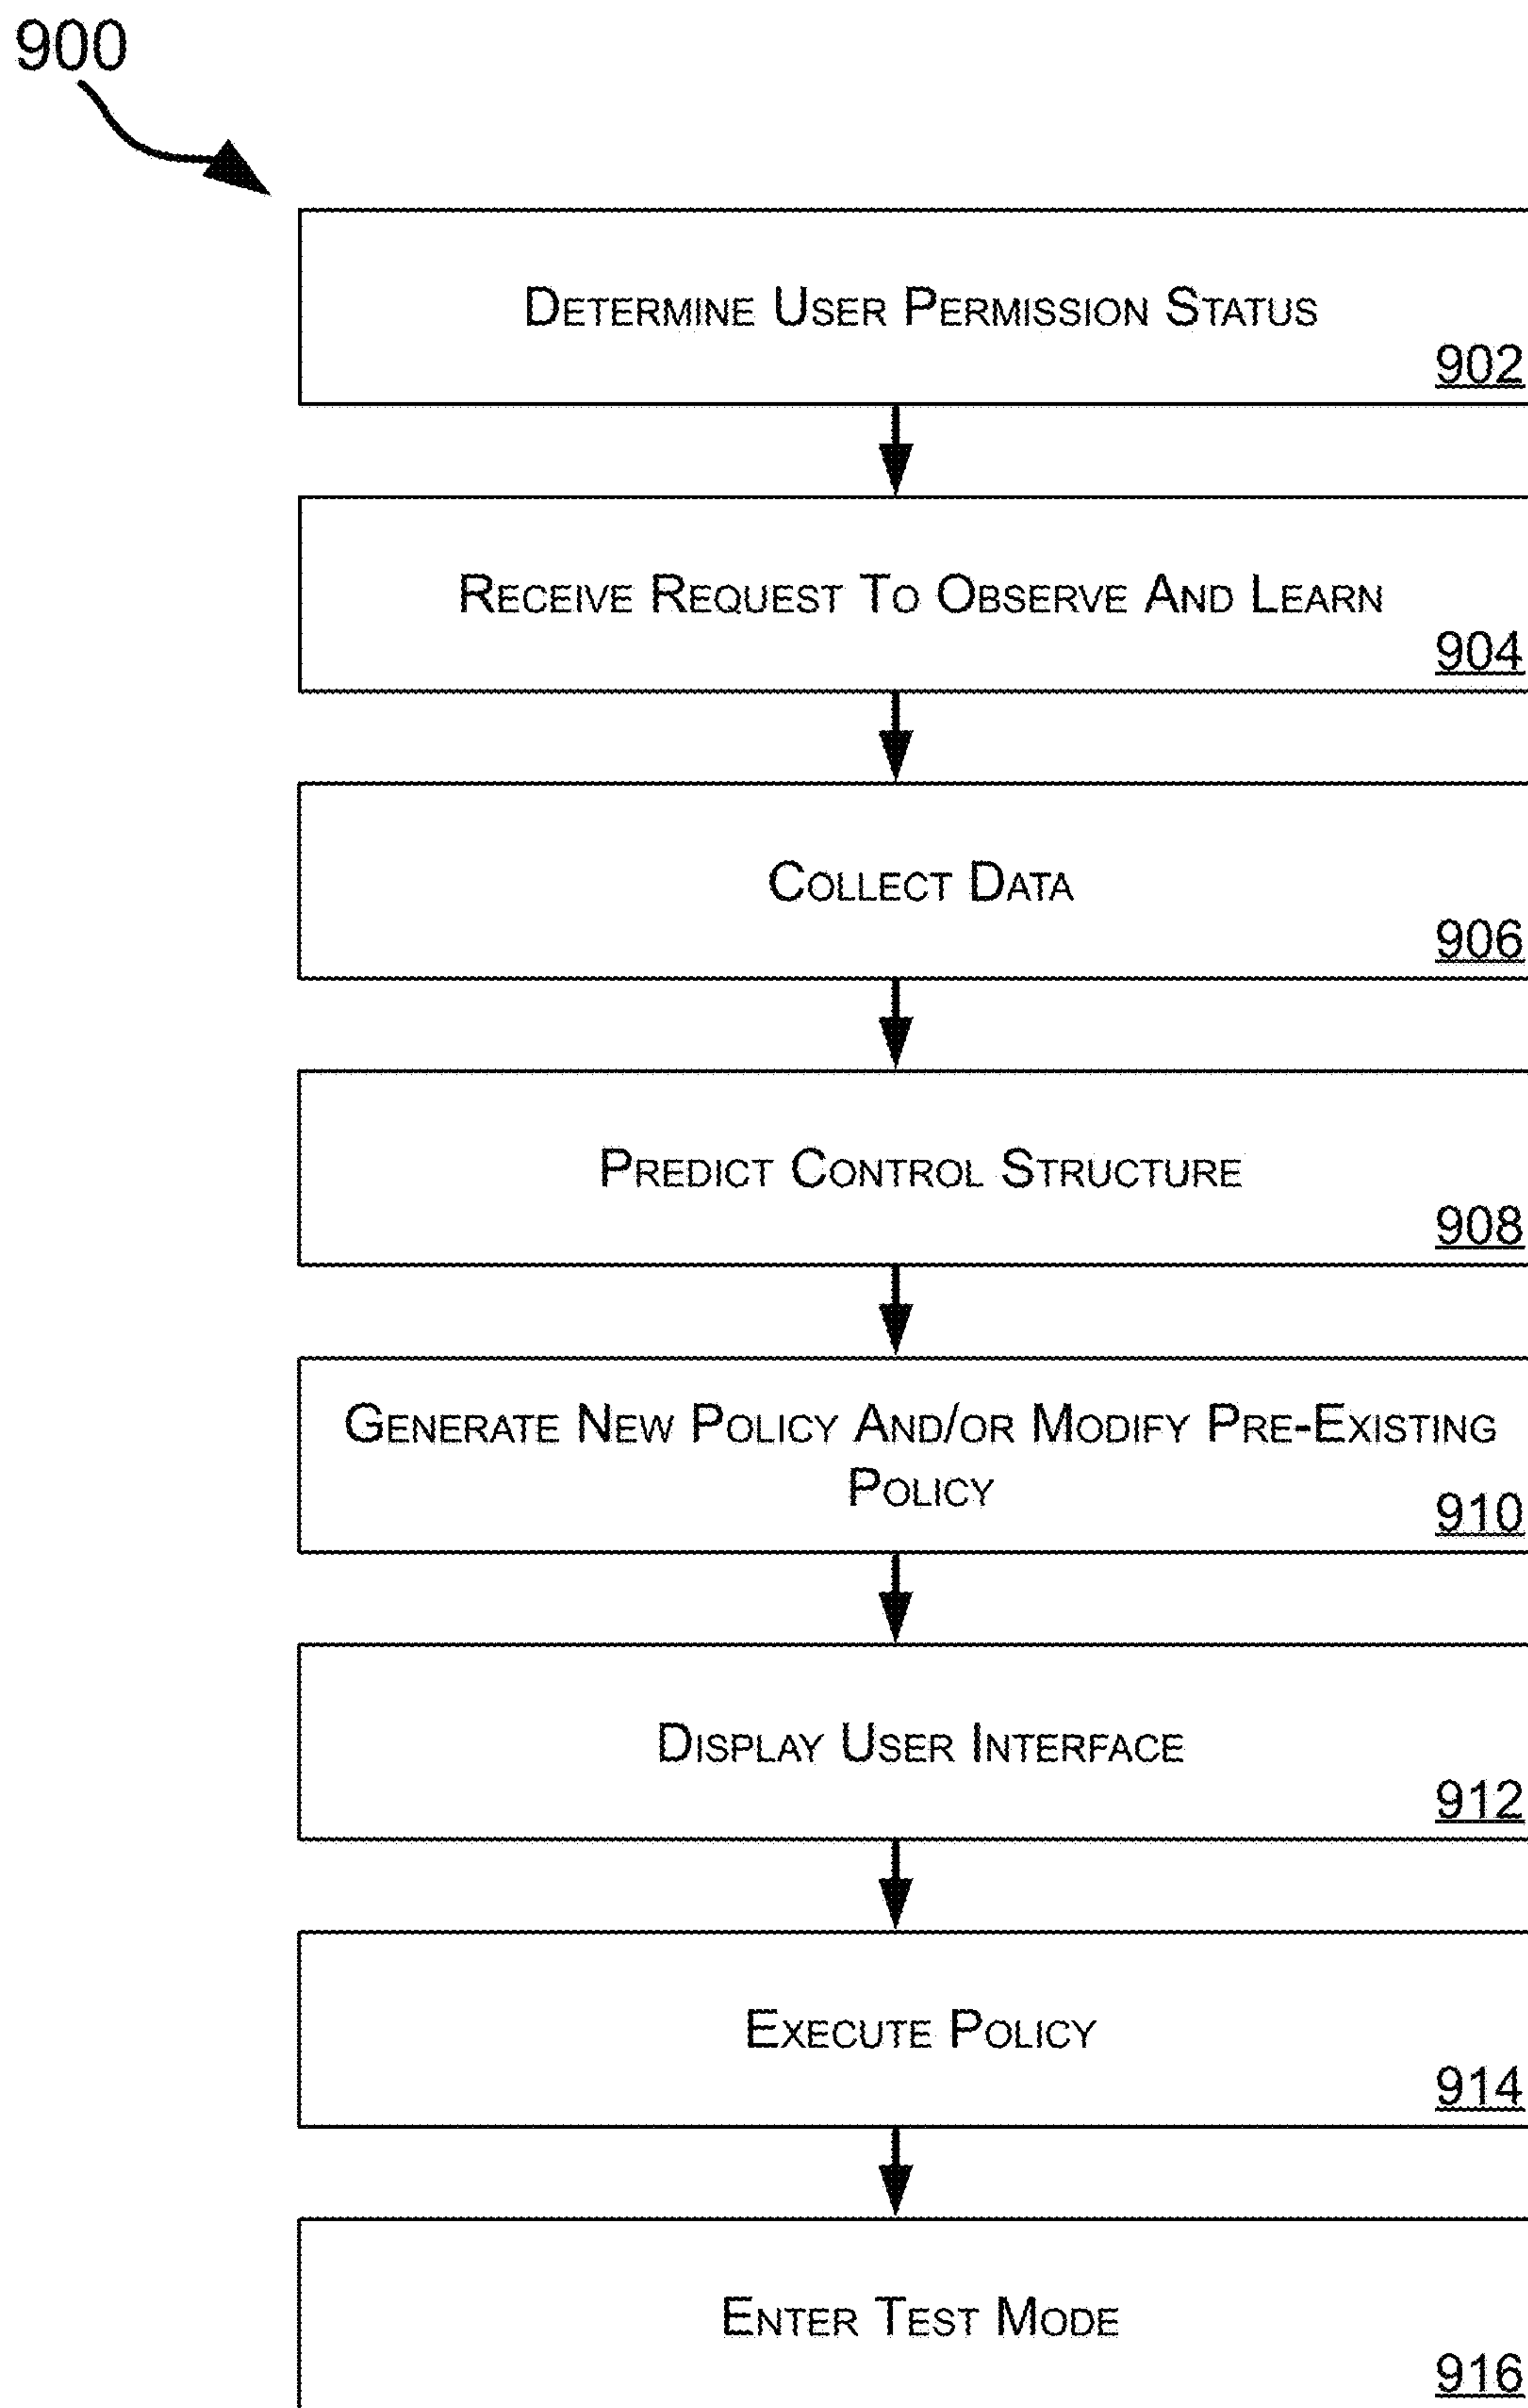 900
DETERMINE USER PERMISSION STATUS
902
RECEIVE REQUEST TO OBSERVE AND LEARN
904
COLLECT DATA
906
PREDICT CONTROL STRUCTURE
908
GENERATE NEW POLICY AND/OR MODIFY PRE-EXISTING
POLICY
910
DISPLAY USER INTERFACE
912
EXECUTE POLICY
914
ENTER TEST MODE
916